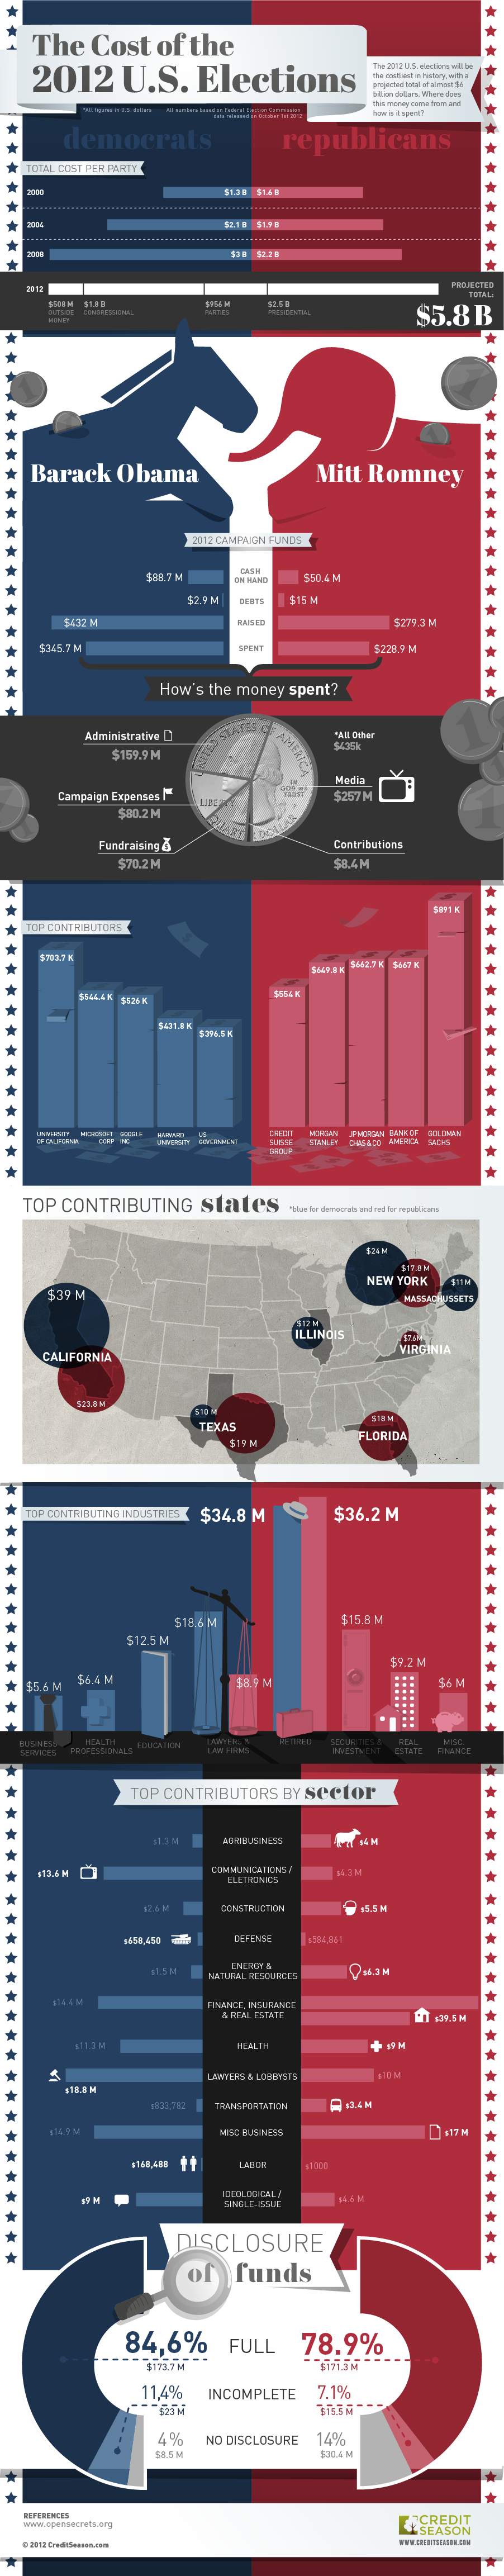 The Cost of the
2012 U.S. Elections
The 2012 U.S. elections will be
the costliest in history, with a
projected total of almost $6
billion dollars. Where does
this money come from and
how is it spent?
*All figures in U.S. dollars
All numbers based on Federal Election Commission
data released on October 1st 2012
democrats
republicans
TOTAL COST PER PARTY
2000
$1.3 B
$1.6 B
2004
$2.1 B
$1.9 B
2008
$3 B
$2.2 B
2012
$508 M
OUTSIDE
MONEY
$1.8 B
CONGRESSIONAL
$956 M
PARTIES
$2.5 B
PRESIDENTIAL
PROJECTED
TOTAL:
$5.8 B
Barack Obama
Mitt Romney
2012 CAMPAIGN FUNDS
$88.7 M
CASH
ON HAND
$50.4 M
$2.9 M
DEBTS
$15 M
$432 M
RAISED
$279.3 M
$345.7 M
SPENT
$228.9 M
How's the money spent?
Administrative
$159.9 M
Campaign Expenses
$80.2 M
Fundraising
$70.2 M
*All Other
$435k
Media
$257 M
Contributions
$8.4 M
UNITED STATES OF AMERICA
LIBERTY
IN
GOD WE
TRUST
QUARTER DOLLAR
TOP CONTRIBUTORS
$703.7 K
$544.4 K
$526 K
$431.8 K
$396.5 K
$554 K
$649.8 K
$662.7 K
$667 K
$891 K
UNIVERSITY
OF CALIFORNIA
MICROSOFT
CORP
GOOGLE
INC
HARVARD
UNIVERSITY
US
GOVERNMENT
CREDIT
SUISSE
GROUP
MORGAN
STANLEY
JPMORGAN
CHAS & CO
BANK OF
AMERICA
GOLDMAN
SACHS
TOP CONTRIBUTING states
*blue for democrats and red for republicans
$39 M
CALIFORNIA
$23.8 M
$24 M
NEW YORK
$17.8 M
$11 M
MASSACHUSSETS
$12 M
ILLINOIS
$7.6M
VIRGINIA
$10 M
TEXAS
$19 M
$18 M
FLORIDA
TOP CONTRIBUTING INDUSTRIES
$34.8 M
$36.2 M
$5.6 M
$6.4 M
$12.5 M
$18.6 M
$8.9 M
$15.8 M
$9.2 M
$6 M
BUSINESS
SERVICES
HEALTH
PROFESSIONALS
EDUCATION
LAWYERS &
LAW FIRMS
RETIRED
SECURITIES &
INVESTMENT
REAL
ESTATE
MISC.
FINANCE
TOP CONTRIBUTORS BY sector
$1.3 M
AGRIBUSINESS
$4 M
$13.6 M
COMMUNICATIONS /
ELETRONICS
$4.3 M
$2.6 M
CONSTRUCTION
$5.5 M
$658,450
DEFENSE
$584,861
$1.5 M
ENERGY &
NATURAL RESOURCES
$6.3 M
$14.4 M
FINANCE, INSURANCE
& REAL ESTATE
$39.5 M
$11.3 M
HEALTH
$9 M
$18.8 M
LAWYERS & LOBBYSTS
$10 M
$833,782
TRANSPORTATION
$3.4 M
$14.9 M
MISC BUSINESS
$17 M
$168,488
LABOR
$1000
$9 M
IDEOLOGICAL /
SINGLE-ISSUE
$4.6 M
DISCLOSURE
of funds
84,6%
$173.7 M
FULL
78.9%
$171.3 M
11,4%
$23 M
INCOMPLETE
7.1%
$15.5 M
4%
$8.5 M
NO DISCLOSURE
14%
$30.4 M
REFERENCES
www.opensecrets.org
© 2012 CreditSeason.com
CREDIT
SEASON
WWW.CREDITSEASON.COM